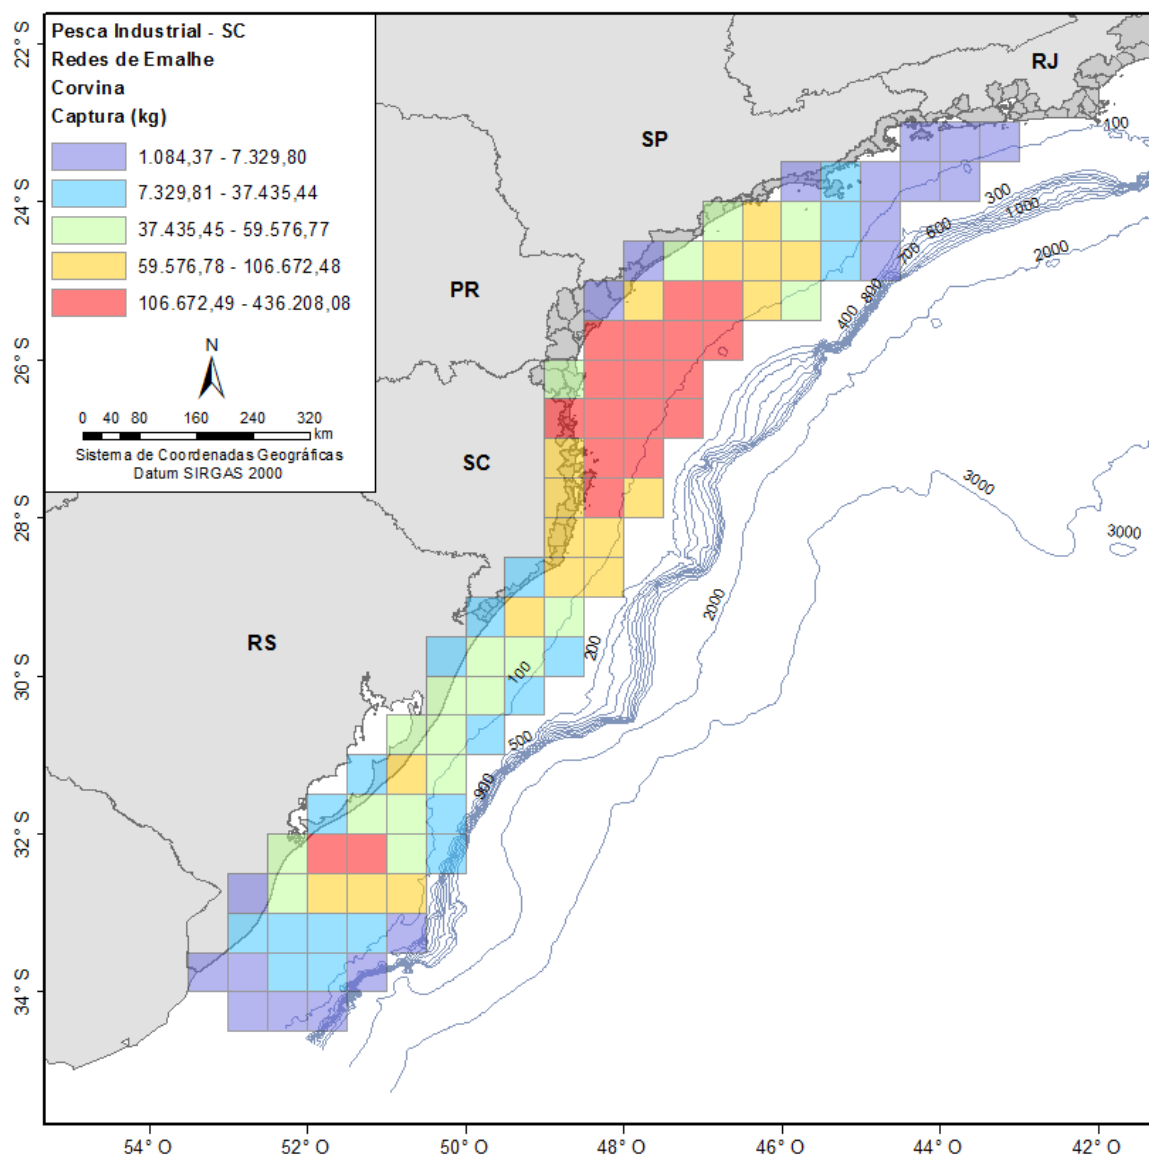 Pesca Industrial - SC
Redes de Emalhe
Corvina
Captura (kg)
1.084,37 - 7.329,80
7.329,81 - 37.435,44
37.435,45 - 59.576,77
59.576,78 - 106.672,48
106.672,49 - 436.208,08
N
0 40 80 160 240 320
km
Sistema de Coordenadas Geográficas
Datum SIRGAS 2000
RJ
SP
PR
SC
RS
100
300
1000
600
700
2000
800
400
3000
3000
2000
200
100
500
900
22° S
24° S
26° S
28° S
30° S
32° S
34° S
54° O
52° O
50° O
48° O
46° O
44° O
42° O